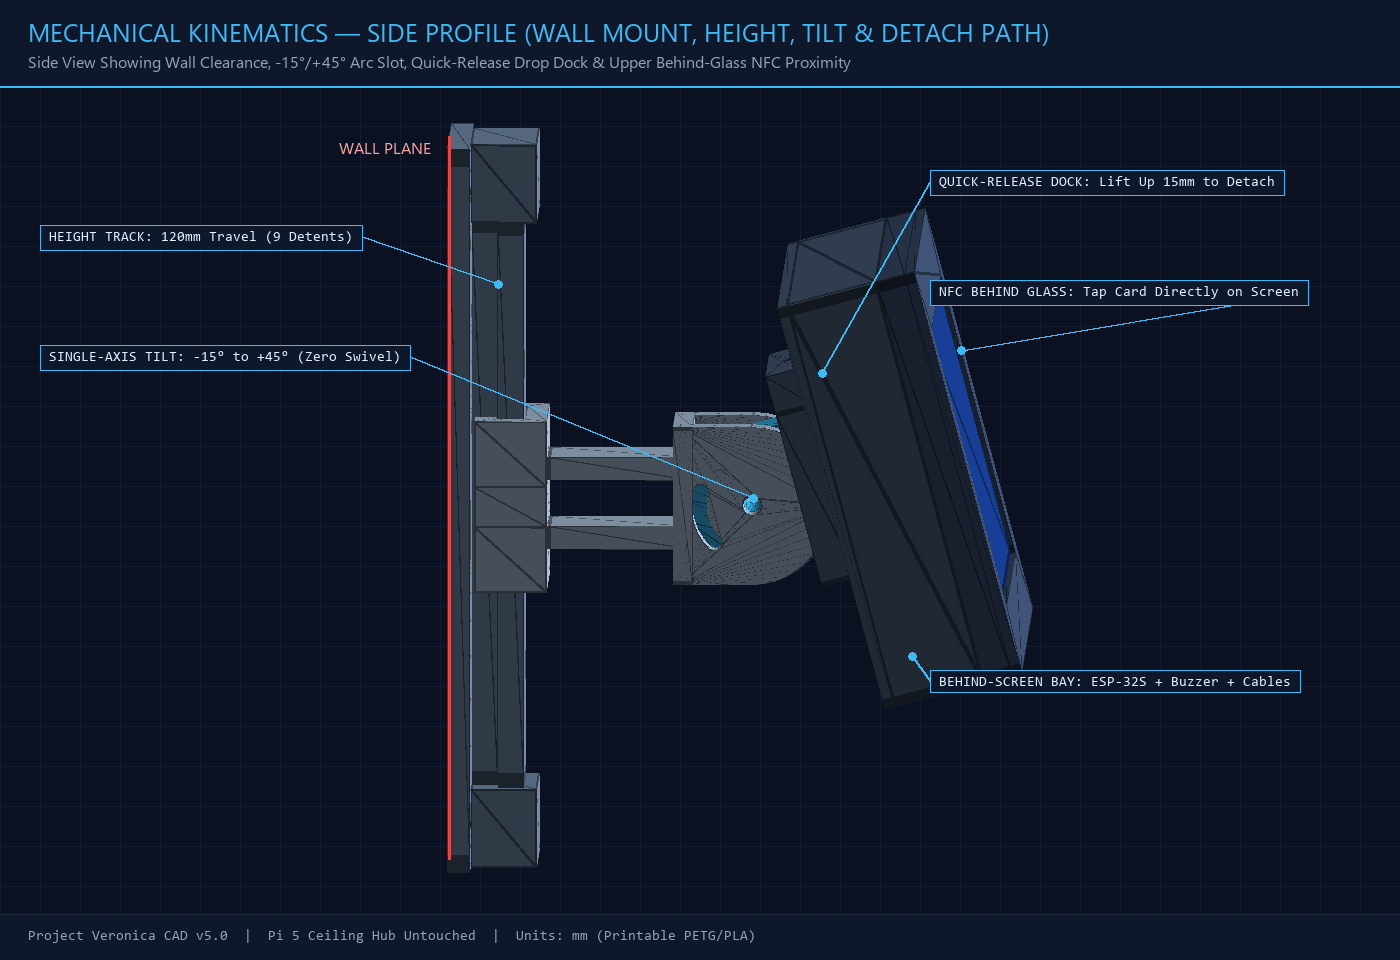 MECHANICAL KINEMATICS — SIDE PROFILE (WALL MOUNT, HEIGHT, TILT & DETACH PATH)
Side View Showing Wall Clearance, -15°/+45° Arc Slot, Quick-Release Drop Dock & Upper Behind-Glass NFC Proximity
WALL PLANE
QUICK-RELEASE DOCK: Lift Up 15mm to Detach
HEIGHT TRACK: 120mm Travel (9 Detents)
NFC BEHIND GLASS: Tap Card Directly on Screen
SINGLE-AXIS TILT: -15° to +45° (Zero Swivel)
BEHIND-SCREEN BAY: ESP-32S + Buzzer + Cables
Project Veronica CAD v5.0 | Pi 5 Ceiling Hub Untouched | Units: mm (Printable PETG/PLA)